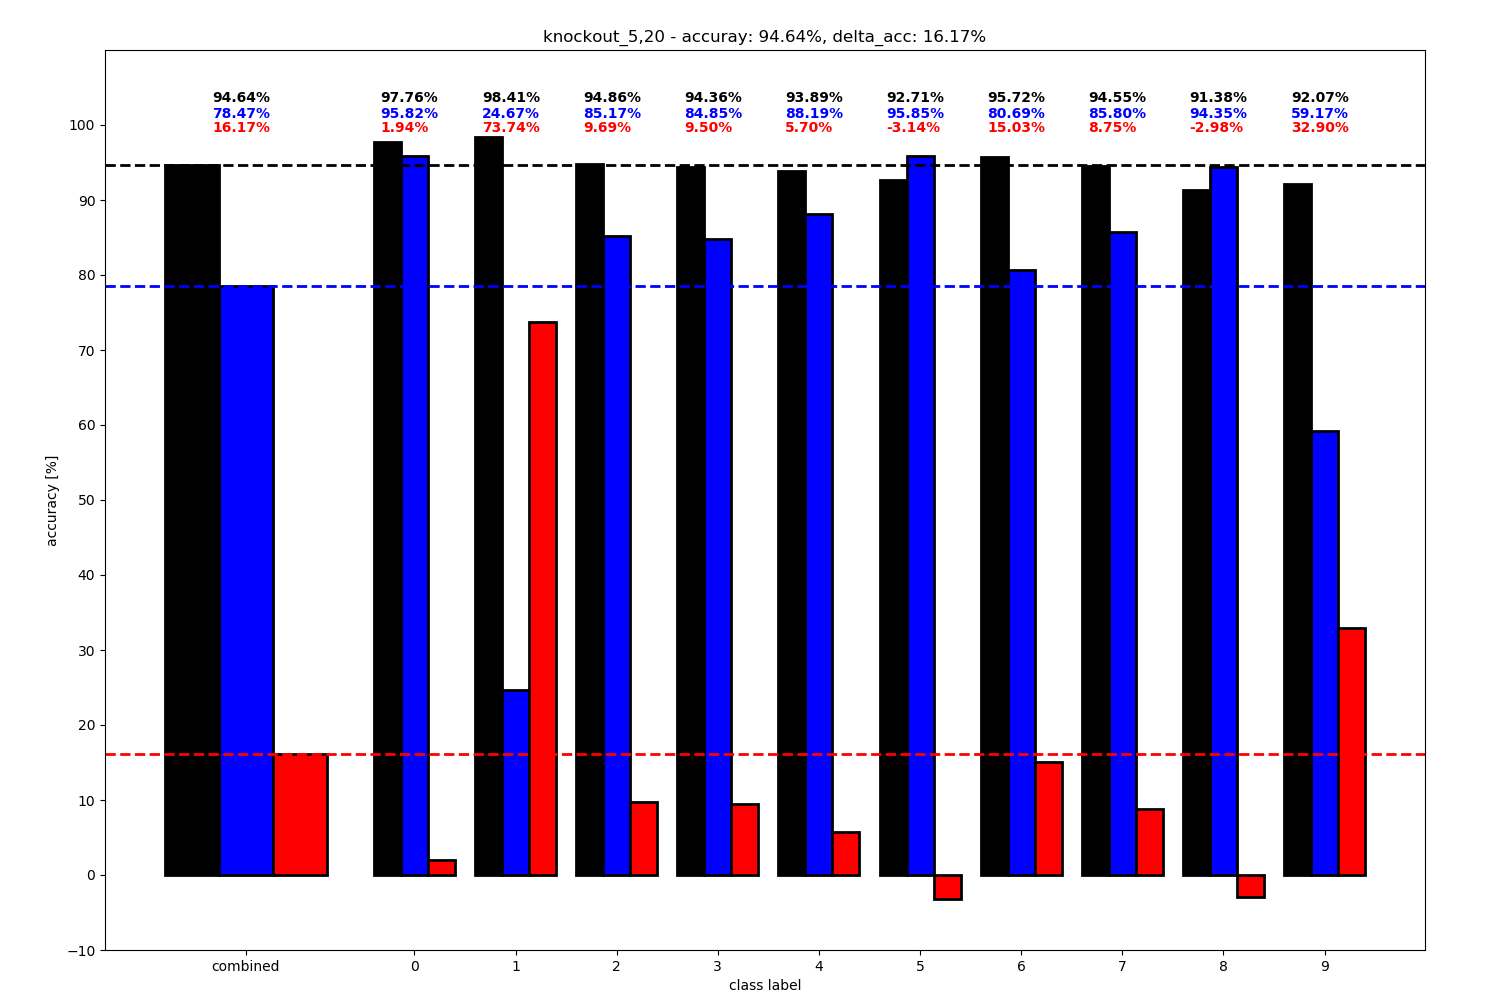 knockout_5,20 - accuray: 94.64%, delta_acc: 16.17%
94.64% 97.76% 98.41% 94.86% 94.36% 93.89% 92.71% 95.72% 94.55% 91.38% 92.07%
78.47% 95.82% 24.67% 85.17% 84.85% 88.19% 95.85% 80.69% 85.80% 94.35% 59.17%
16.17% 1.94% 73.74% 9.69% 9.50% 5.70% -3.14% 15.03% 8.75% -2.98% 32.90%
100
90
80
70
60
50
40
30
20
10
0
−10
accuracy [%]
combined 0 1 2 3 4 5 6 7 8 9
class label